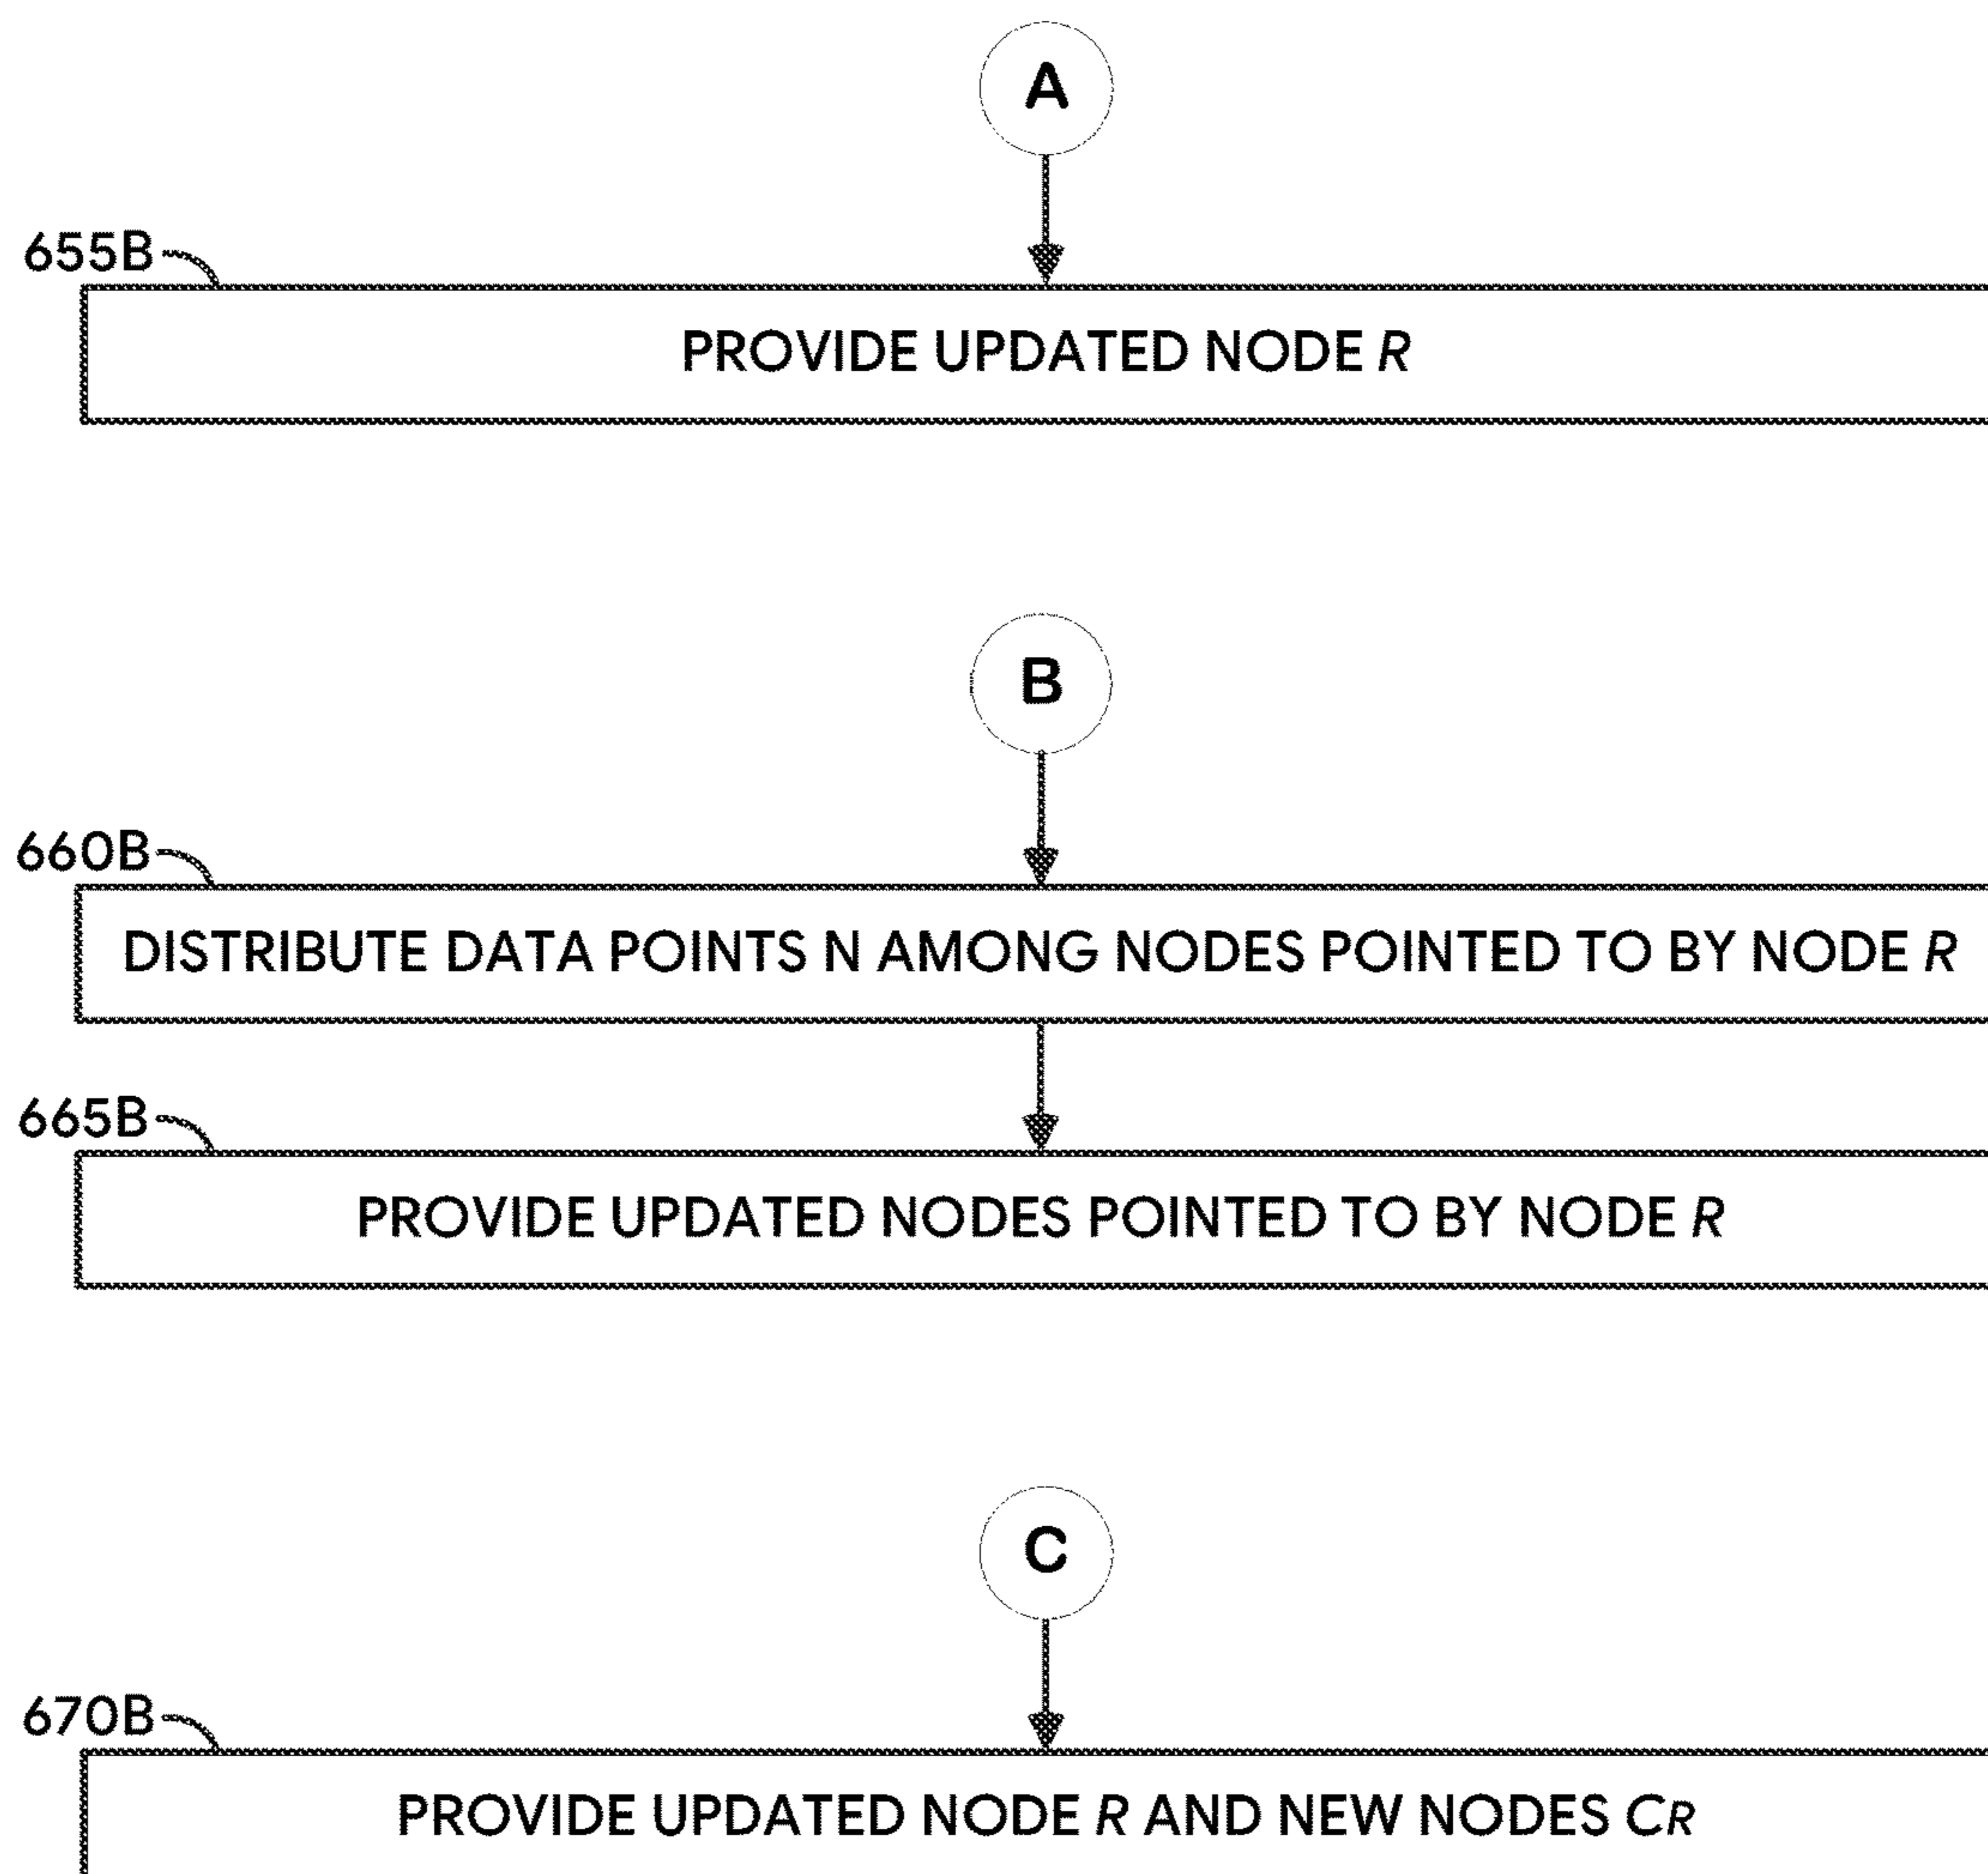 A
655B
PROVIDE UPDATED NODE R
B
660B
DISTRIBUTE DATA POINTS N AMONG NODES POINTED TO BY NODE R
665B
PROVIDE UPDATED NODES POINTED TO BY NODE R
C
670B
PROVIDE UPDATED NODE R AND NEW NODES CR